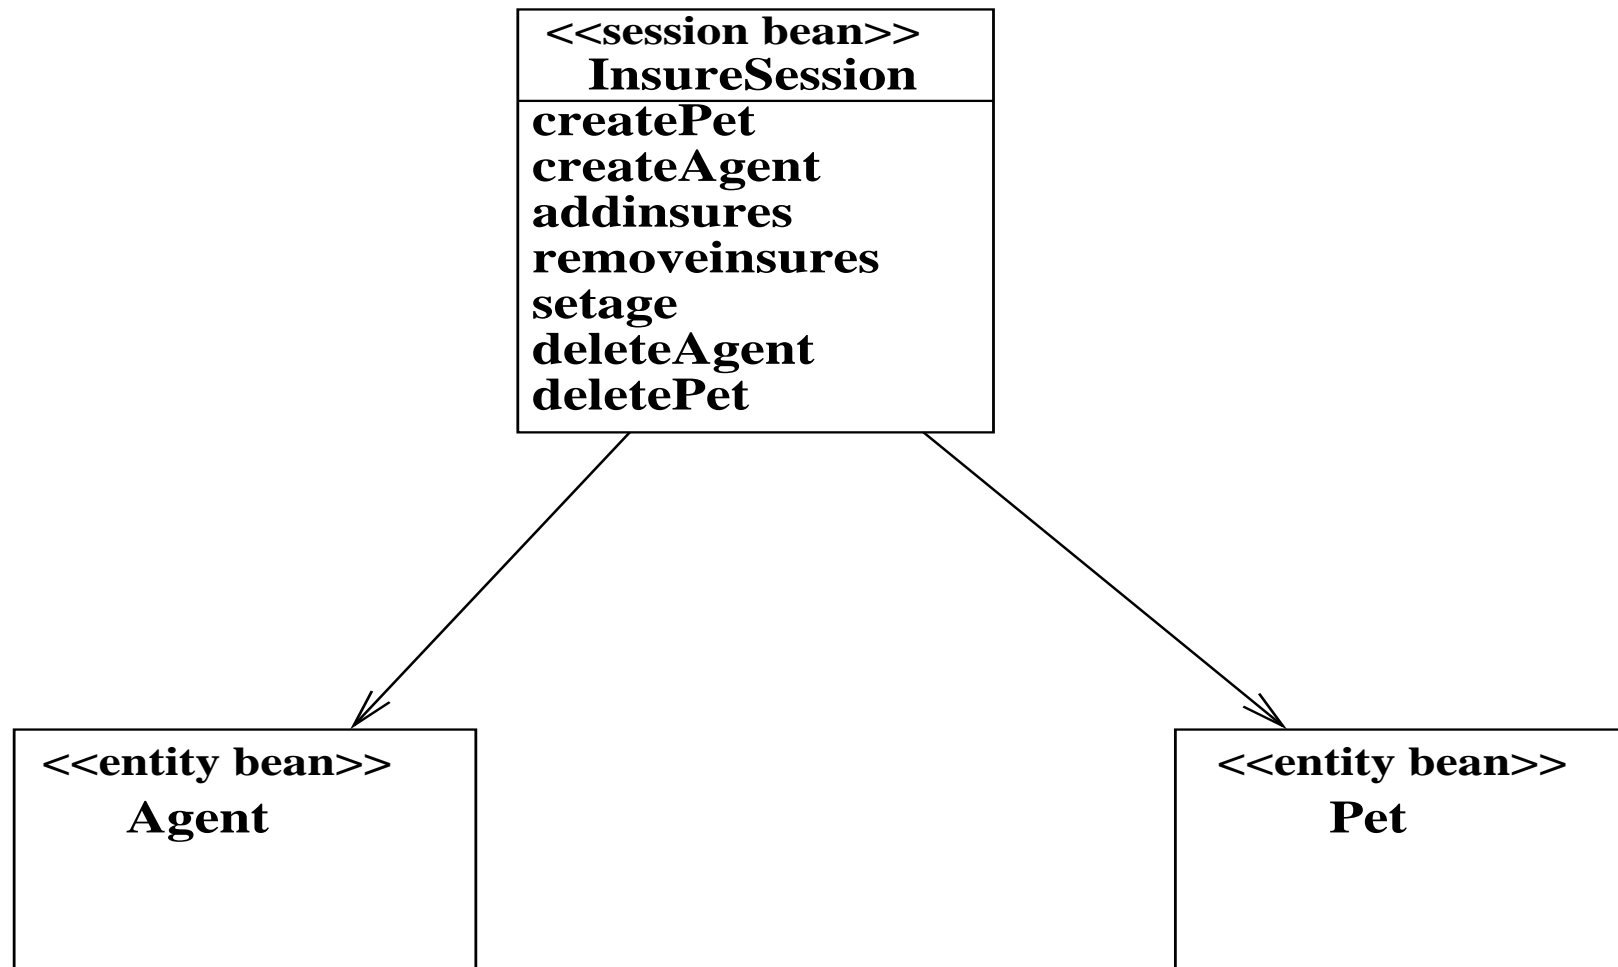 <<session bean>>
InsureSession
createPet
createAgent
addinsures
removeinsures
setage
deleteAgent
deletePet
<<entity bean>>
Agent
<<entity bean>>
Pet